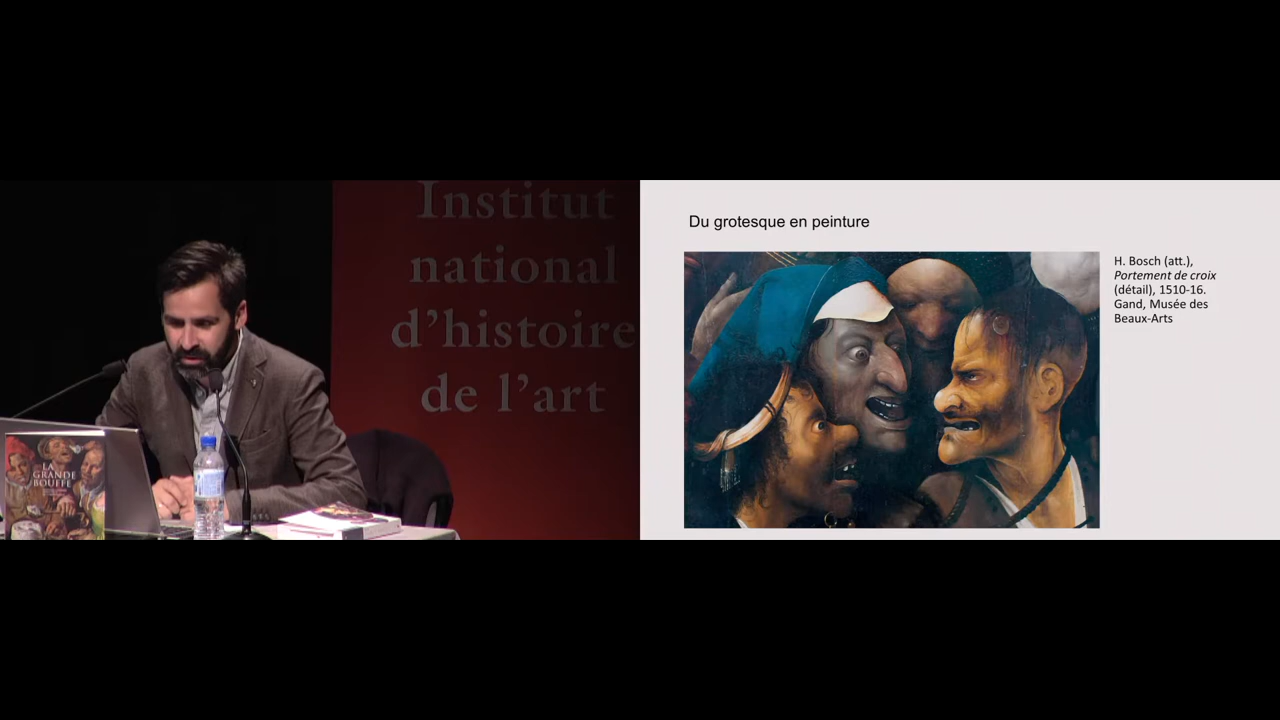 Institut
national
d’histoire
de l’art
LA
GRANDE
BOUFFE
Du grotesque en peinture
H. Bosch (att.),
Portement de croix
(détail), 1510-16.
Gand, Musée des
Beaux-Arts